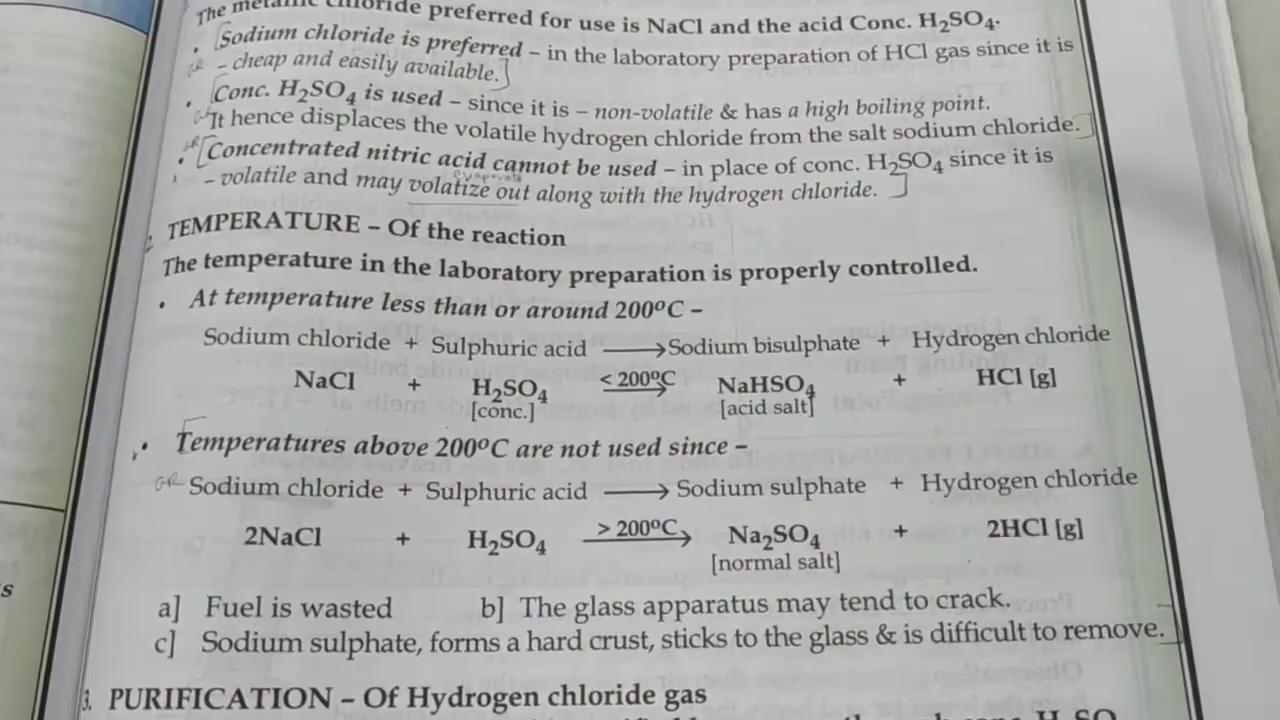 The metallic chloride preferred for use is NaCl and the acid Conc. H₂SO₄.
• Sodium chloride is preferred – in the laboratory preparation of HCl gas since it is
– cheap and easily available.
• Conc. H₂SO₄ is used – since it is – non-volatile & has a high boiling point.
It hence displaces the volatile hydrogen chloride from the salt sodium chloride.
• Concentrated nitric acid cannot be used – in place of conc. H₂SO₄ since it is
– volatile and may volatize out along with the hydrogen chloride.
2. TEMPERATURE – Of the reaction
The temperature in the laboratory preparation is properly controlled.
• At temperature less than or around 200°C –
Sodium chloride + Sulphuric acid ⟶ Sodium bisulphate + Hydrogen chloride
NaCl + H₂SO₄ < 200°C ⟶ NaHSO₄ + HCl [g]
[conc.] [acid salt]
• Temperatures above 200°C are not used since –
GR Sodium chloride + Sulphuric acid ⟶ Sodium sulphate + Hydrogen chloride
2NaCl + H₂SO₄ > 200°C ⟶ Na₂SO₄ + 2HCl [g]
[normal salt]
a] Fuel is wasted b] The glass apparatus may tend to crack.
c] Sodium sulphate, forms a hard crust, sticks to the glass & is difficult to remove.
3. PURIFICATION – Of Hydrogen chloride gas